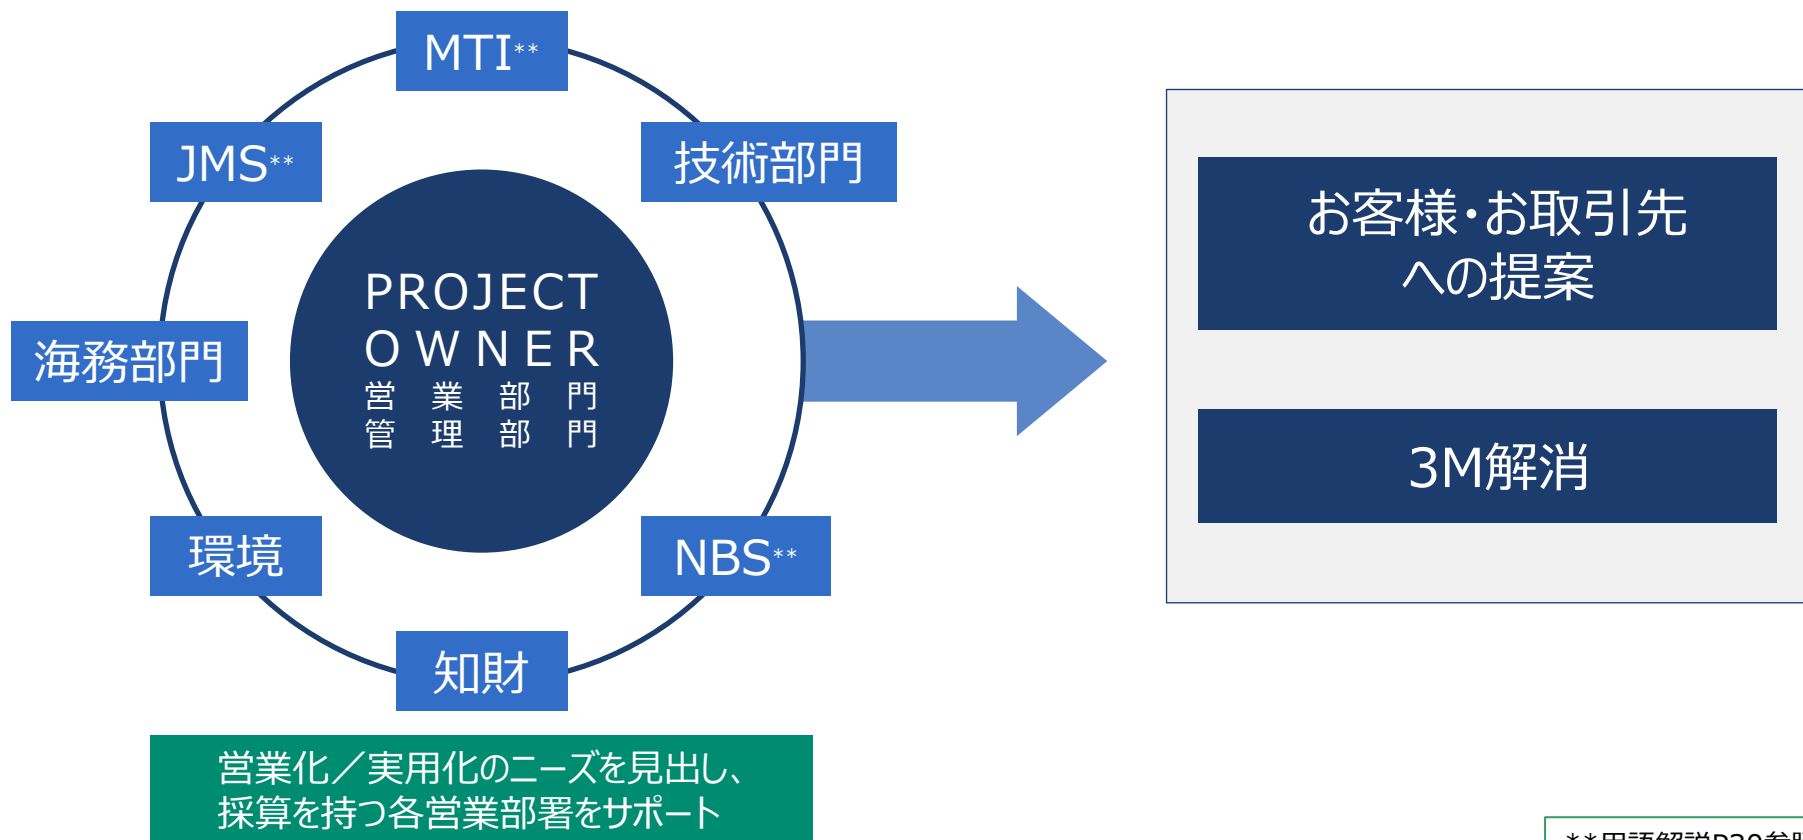 MTI**
JMS**
技術部門
PROJECT
OWNER
営業部門
管理部門
海務部門
環境
NBS**
知財
営業化／実用化のニーズを見出し、
採算を持つ各営業部署をサポート
お客様・お取引先
への提案
3M解消